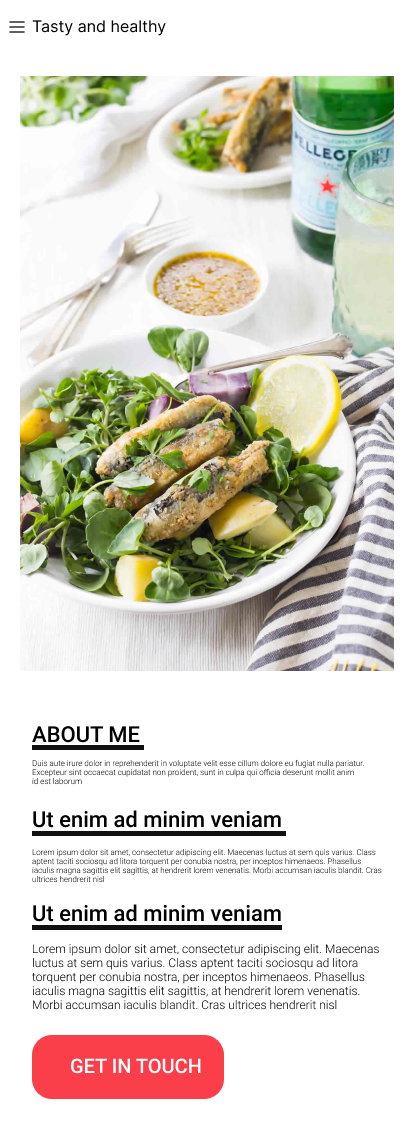 Tasty and healthy
PELLEGR
ABOUT ME
Duis aute irure dolor in reprehenderit in voluptate velit esse cillum dolore eu fugiat nulla pariatur.
Excepteur sint occaecat cupidatat non proident, sunt in culpa qui officia deserunt mollit anim
id est laborum
Ut enim ad minim veniam
Lorem ipsum dolor sit amet, consectetur adipiscing elit. Maecenas luctus at sem quis varius. Class
aptent taciti sociosqu ad litora torquent per conubia nostra, per inceptos himenaeos. Phasellus
iaculis magna sagittis elit sagittis, at hendrerit lorem venenatis. Morbi accumsan iaculis blandit. Cras
ultrices hendrerit nisl
Ut enim ad minim veniam
Lorem ipsum dolor sit amet, consectetur adipiscing elit. Maecenas
luctus at sem quis varius. Class aptent taciti sociosqu ad litora
torquent per conubia nostra, per inceptos himenaeos. Phasellus
iaculis magna sagittis elit sagittis, at hendrerit lorem venenatis.
Morbi accumsan iaculis blandit. Cras ultrices hendrerit nisl
GET IN TOUCH